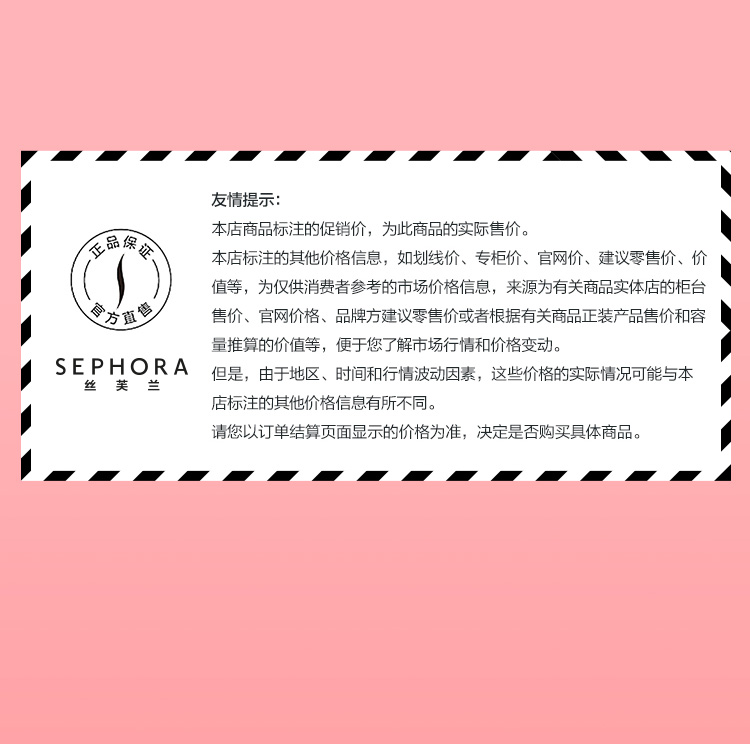 正品保证
官方直售
SEPHORA
丝芙兰
友情提示：
本店商品标注的促销价，为此商品的实际售价。
本店标注的其他价格信息，如划线价、专柜价、官网价、建议零售价、价
值等，为仅供消费者参考的市场价格信息，来源为有关商品实体店的柜台
售价、官网价格、品牌方建议零售价或者根据有关商品正装产品售价和容
量推算的价值等，便于您了解市场行情和价格变动。
但是，由于地区、时间和行情波动因素，这些价格的实际情况可能与本
店标注的其他价格信息有所不同。
请您以订单结算页面显示的价格为准，决定是否购买具体商品。